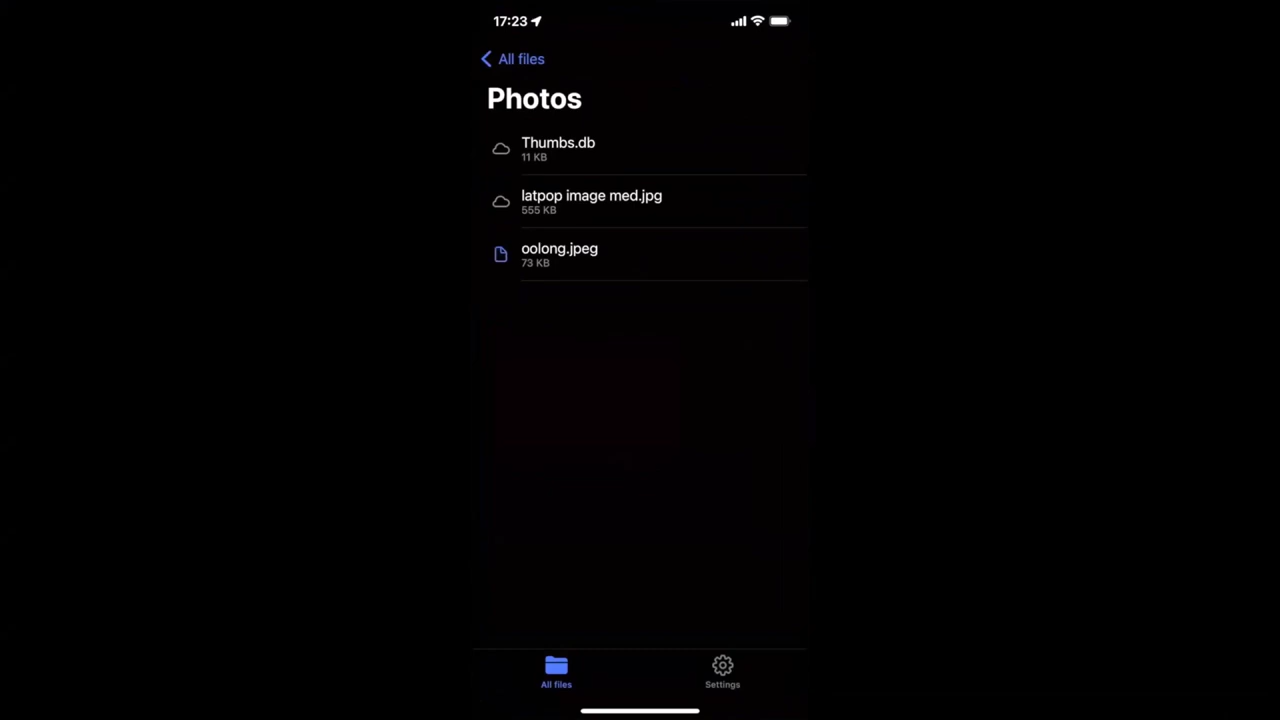 17:23
All files
Photos
Thumbs.db
11 KB
latpop image med.jpg
555 KB
oolong.jpeg
73 KB
All files
Settings